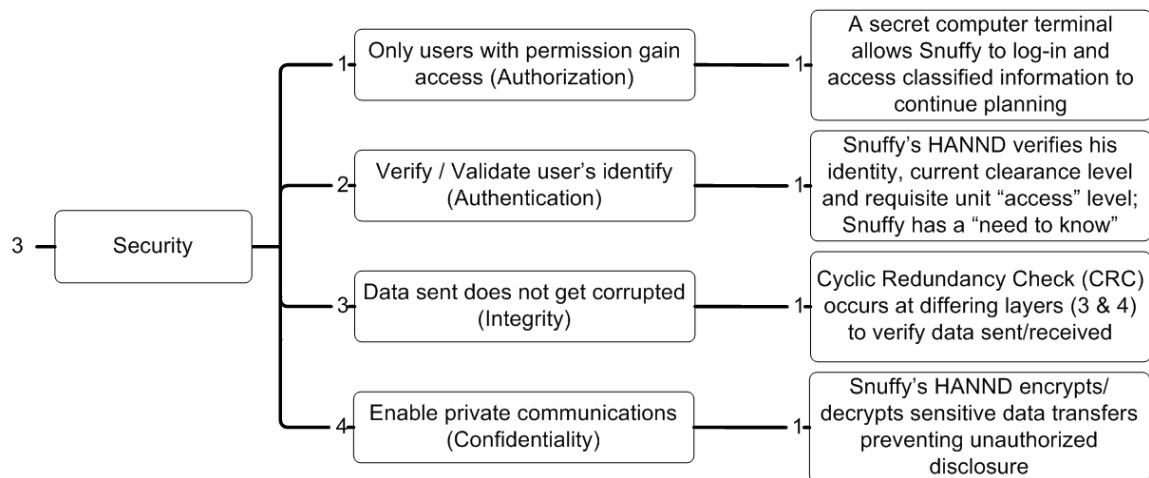 Only users with permission gain
access (Authorization)
1
1
A secret computer terminal
allows Snuffy to log-in and
access classified information to
continue planning
Verify / Validate user's identify
(Authentication)
2
1
Snuffy's HANND verifies his
identity, current clearance level
and requisite unit “access” level;
Snuffy has a “need to know”
3
Security
Data sent does not get corrupted
(Integrity)
3
1
Cyclic Redundancy Check (CRC)
occurs at differing layers (3 & 4)
to verify data sent/received
Enable private communications
(Confidentiality)
4
1
Snuffy's HANND encrypts/
decrypts sensitive data transfers
preventing unauthorized
disclosure